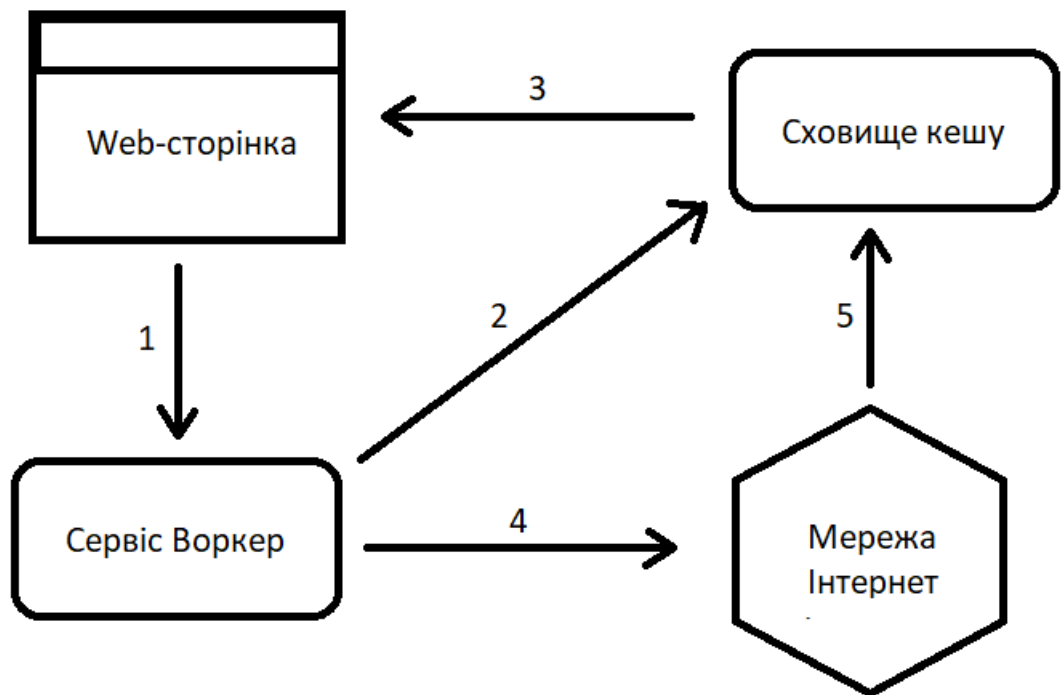 Web-сторінка
3
Сховище кешу
1
2
5
Сервіс Воркер
4
Мережа
Інтернет